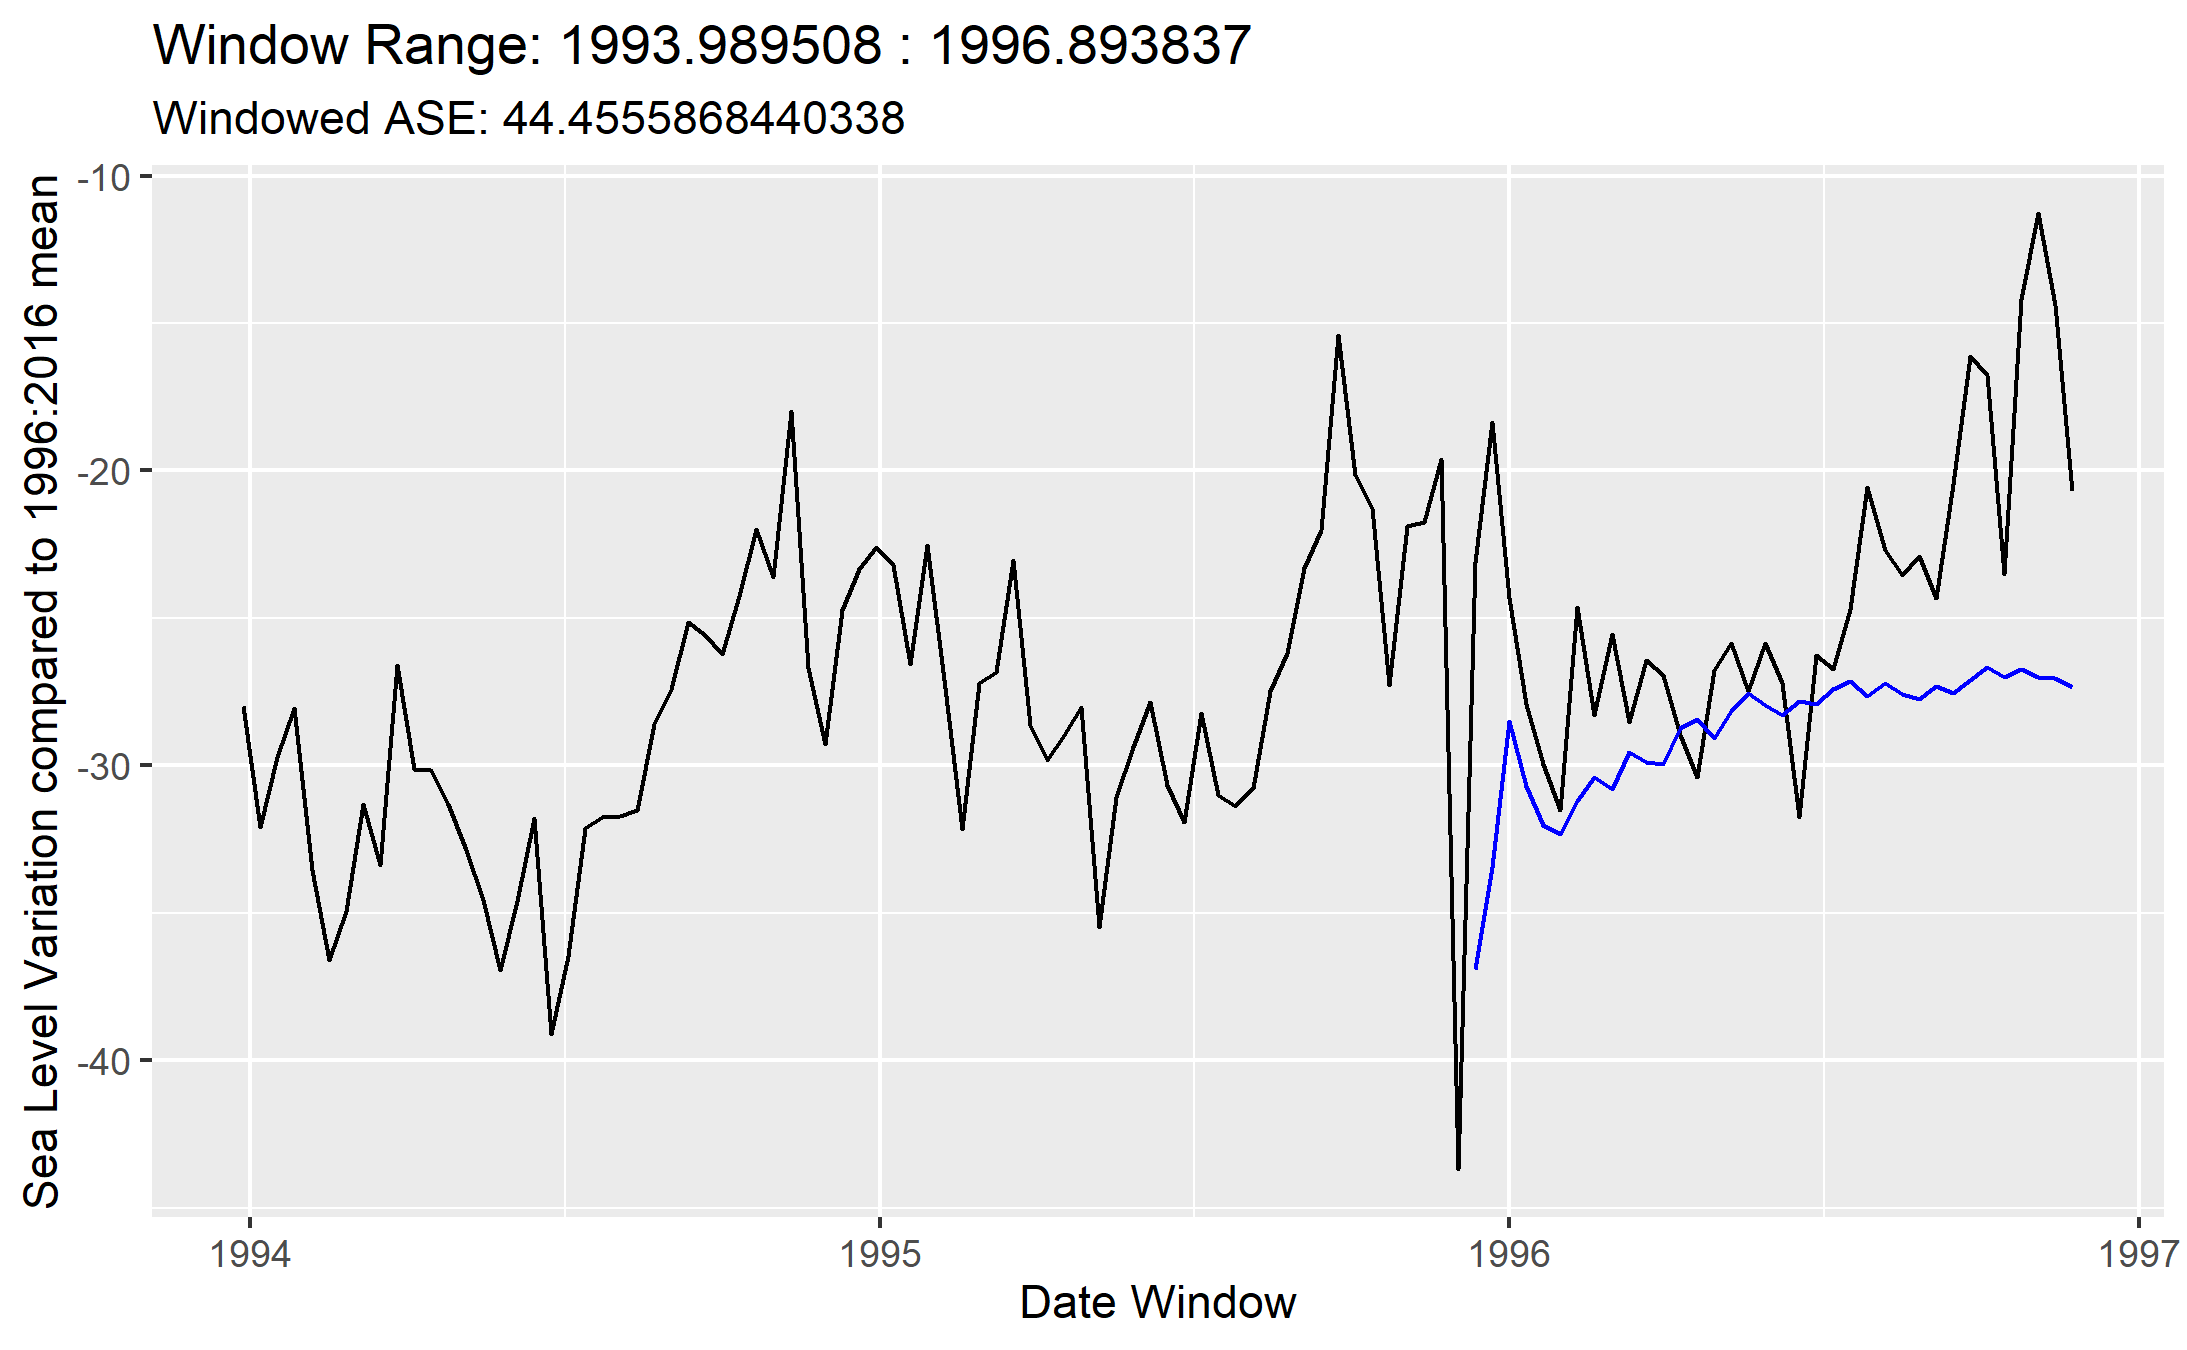 Window Range: 1993.989508 : 1996.893837
Windowed ASE: 44.4555868440338
Sea Level Variation compared to 1996:2016 mean
-10
-20
-30
-40
1994
1995
1996
1997
Date Window